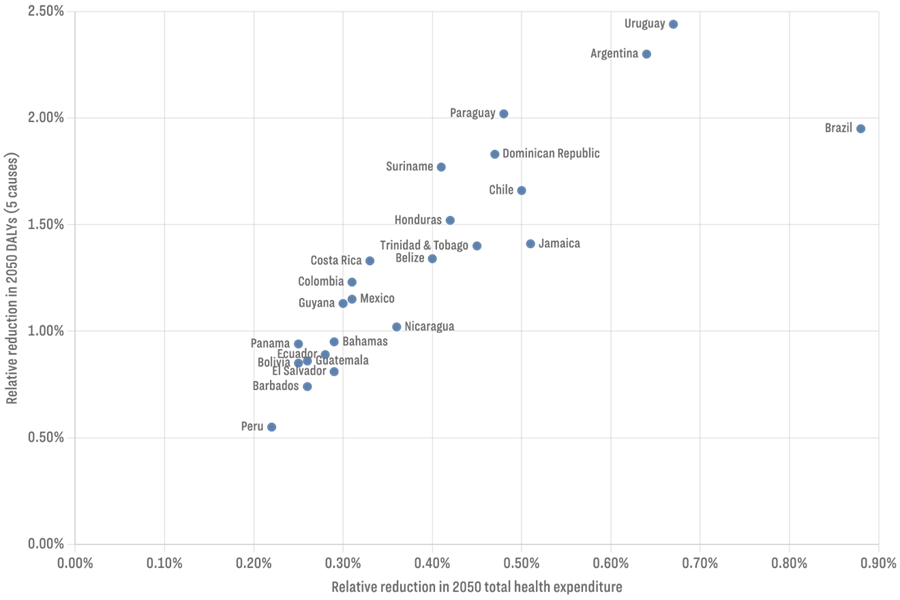 2.50%
Uruguay
Argentina
2.00%
Paraguay
Brazil
Dominican Republic
Suriname
Chile
1.50%
Honduras
Trinidad & Tobago
Jamaica
Belize
Costa Rica
Colombia
Mexico
Guyana
1.00%
Nicaragua
Panama
Bahamas
Ecuador
Bolivia
Guatemala
El Salvador
Barbados
0.50%
Peru
0.00%
0.00% 0.10% 0.20% 0.30% 0.40% 0.50% 0.60% 0.70% 0.80% 0.90%
Relative reduction in 2050 total health expenditure
Relative reduction in 2050 DALYs (5 causes)